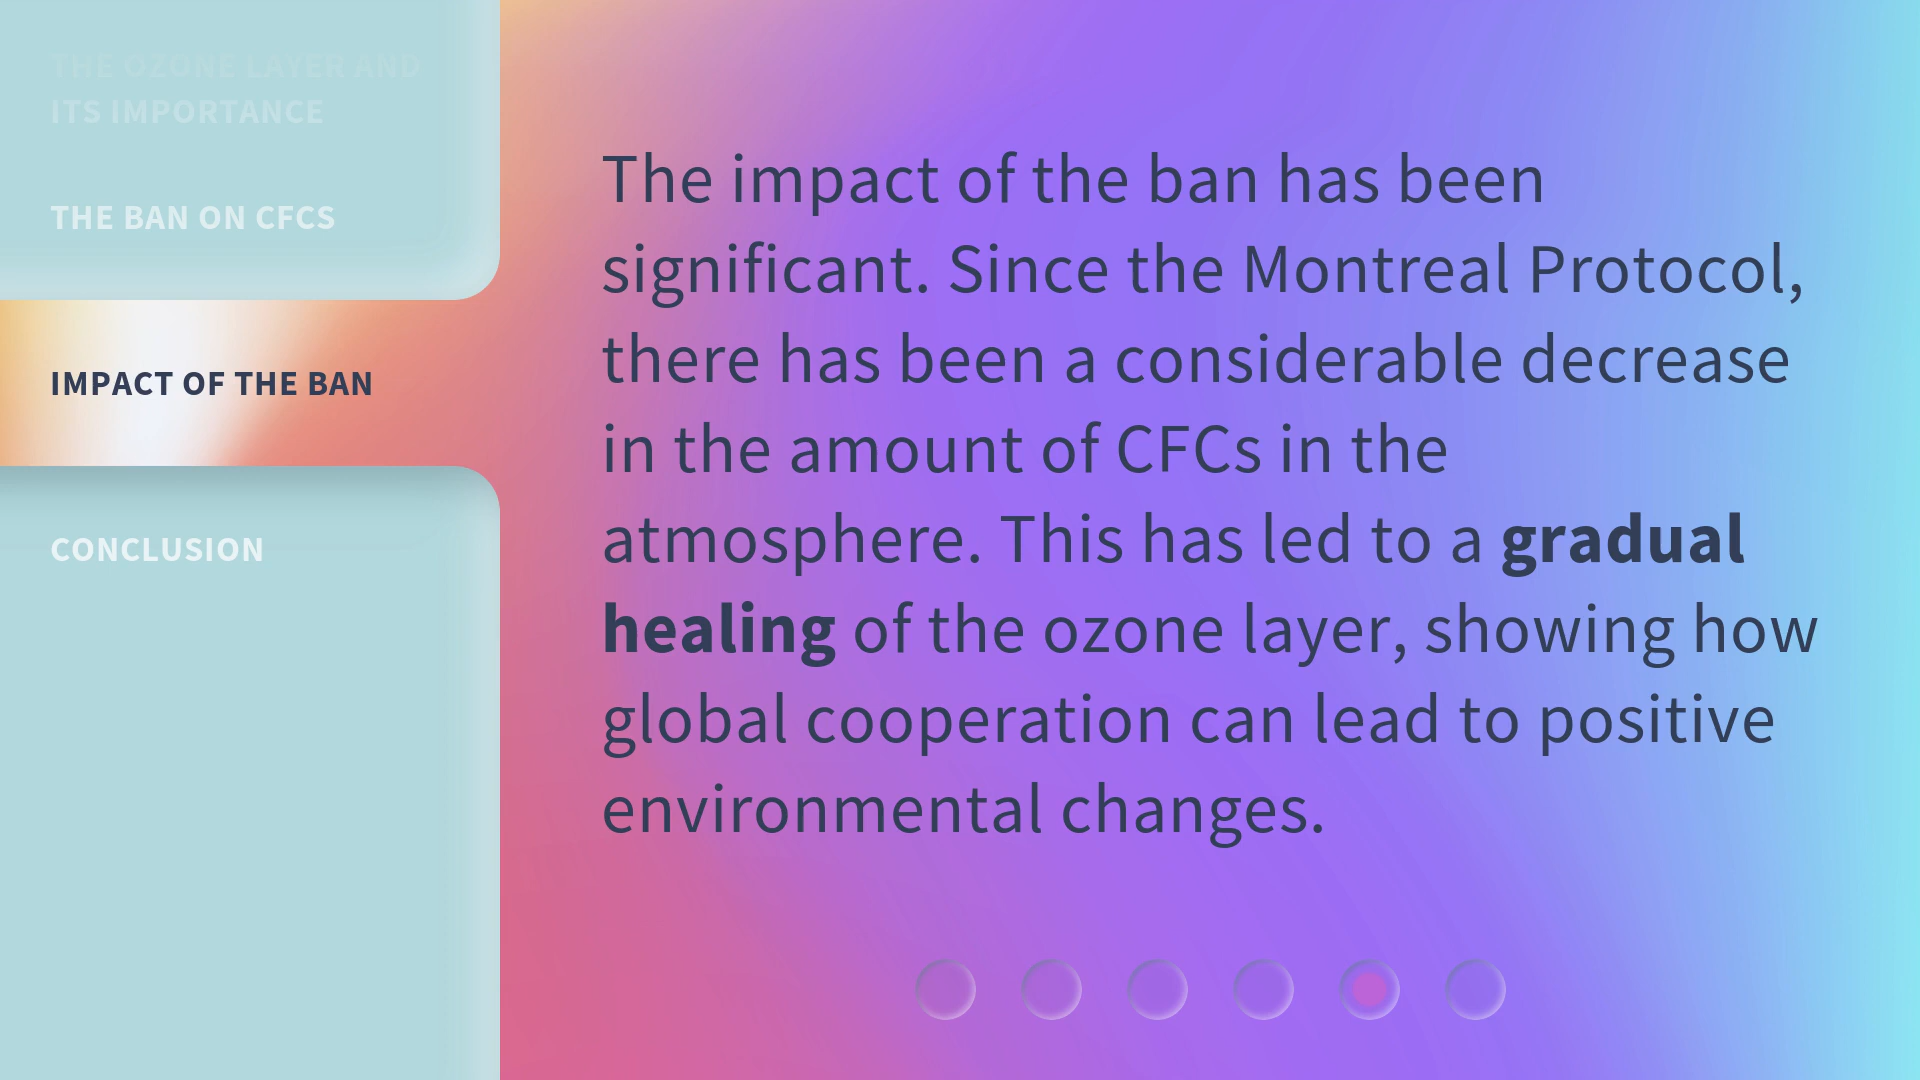 THE OZONE LAYER AND
ITS IMPORTANCE
THE BAN ON CFCS
IMPACT OF THE BAN
CONCLUSION
The impact of the ban has been
significant. Since the Montreal Protocol,
there has been a considerable decrease
in the amount of CFCs in the
atmosphere. This has led to a gradual
healing of the ozone layer, showing how
global cooperation can lead to positive
environmental changes.